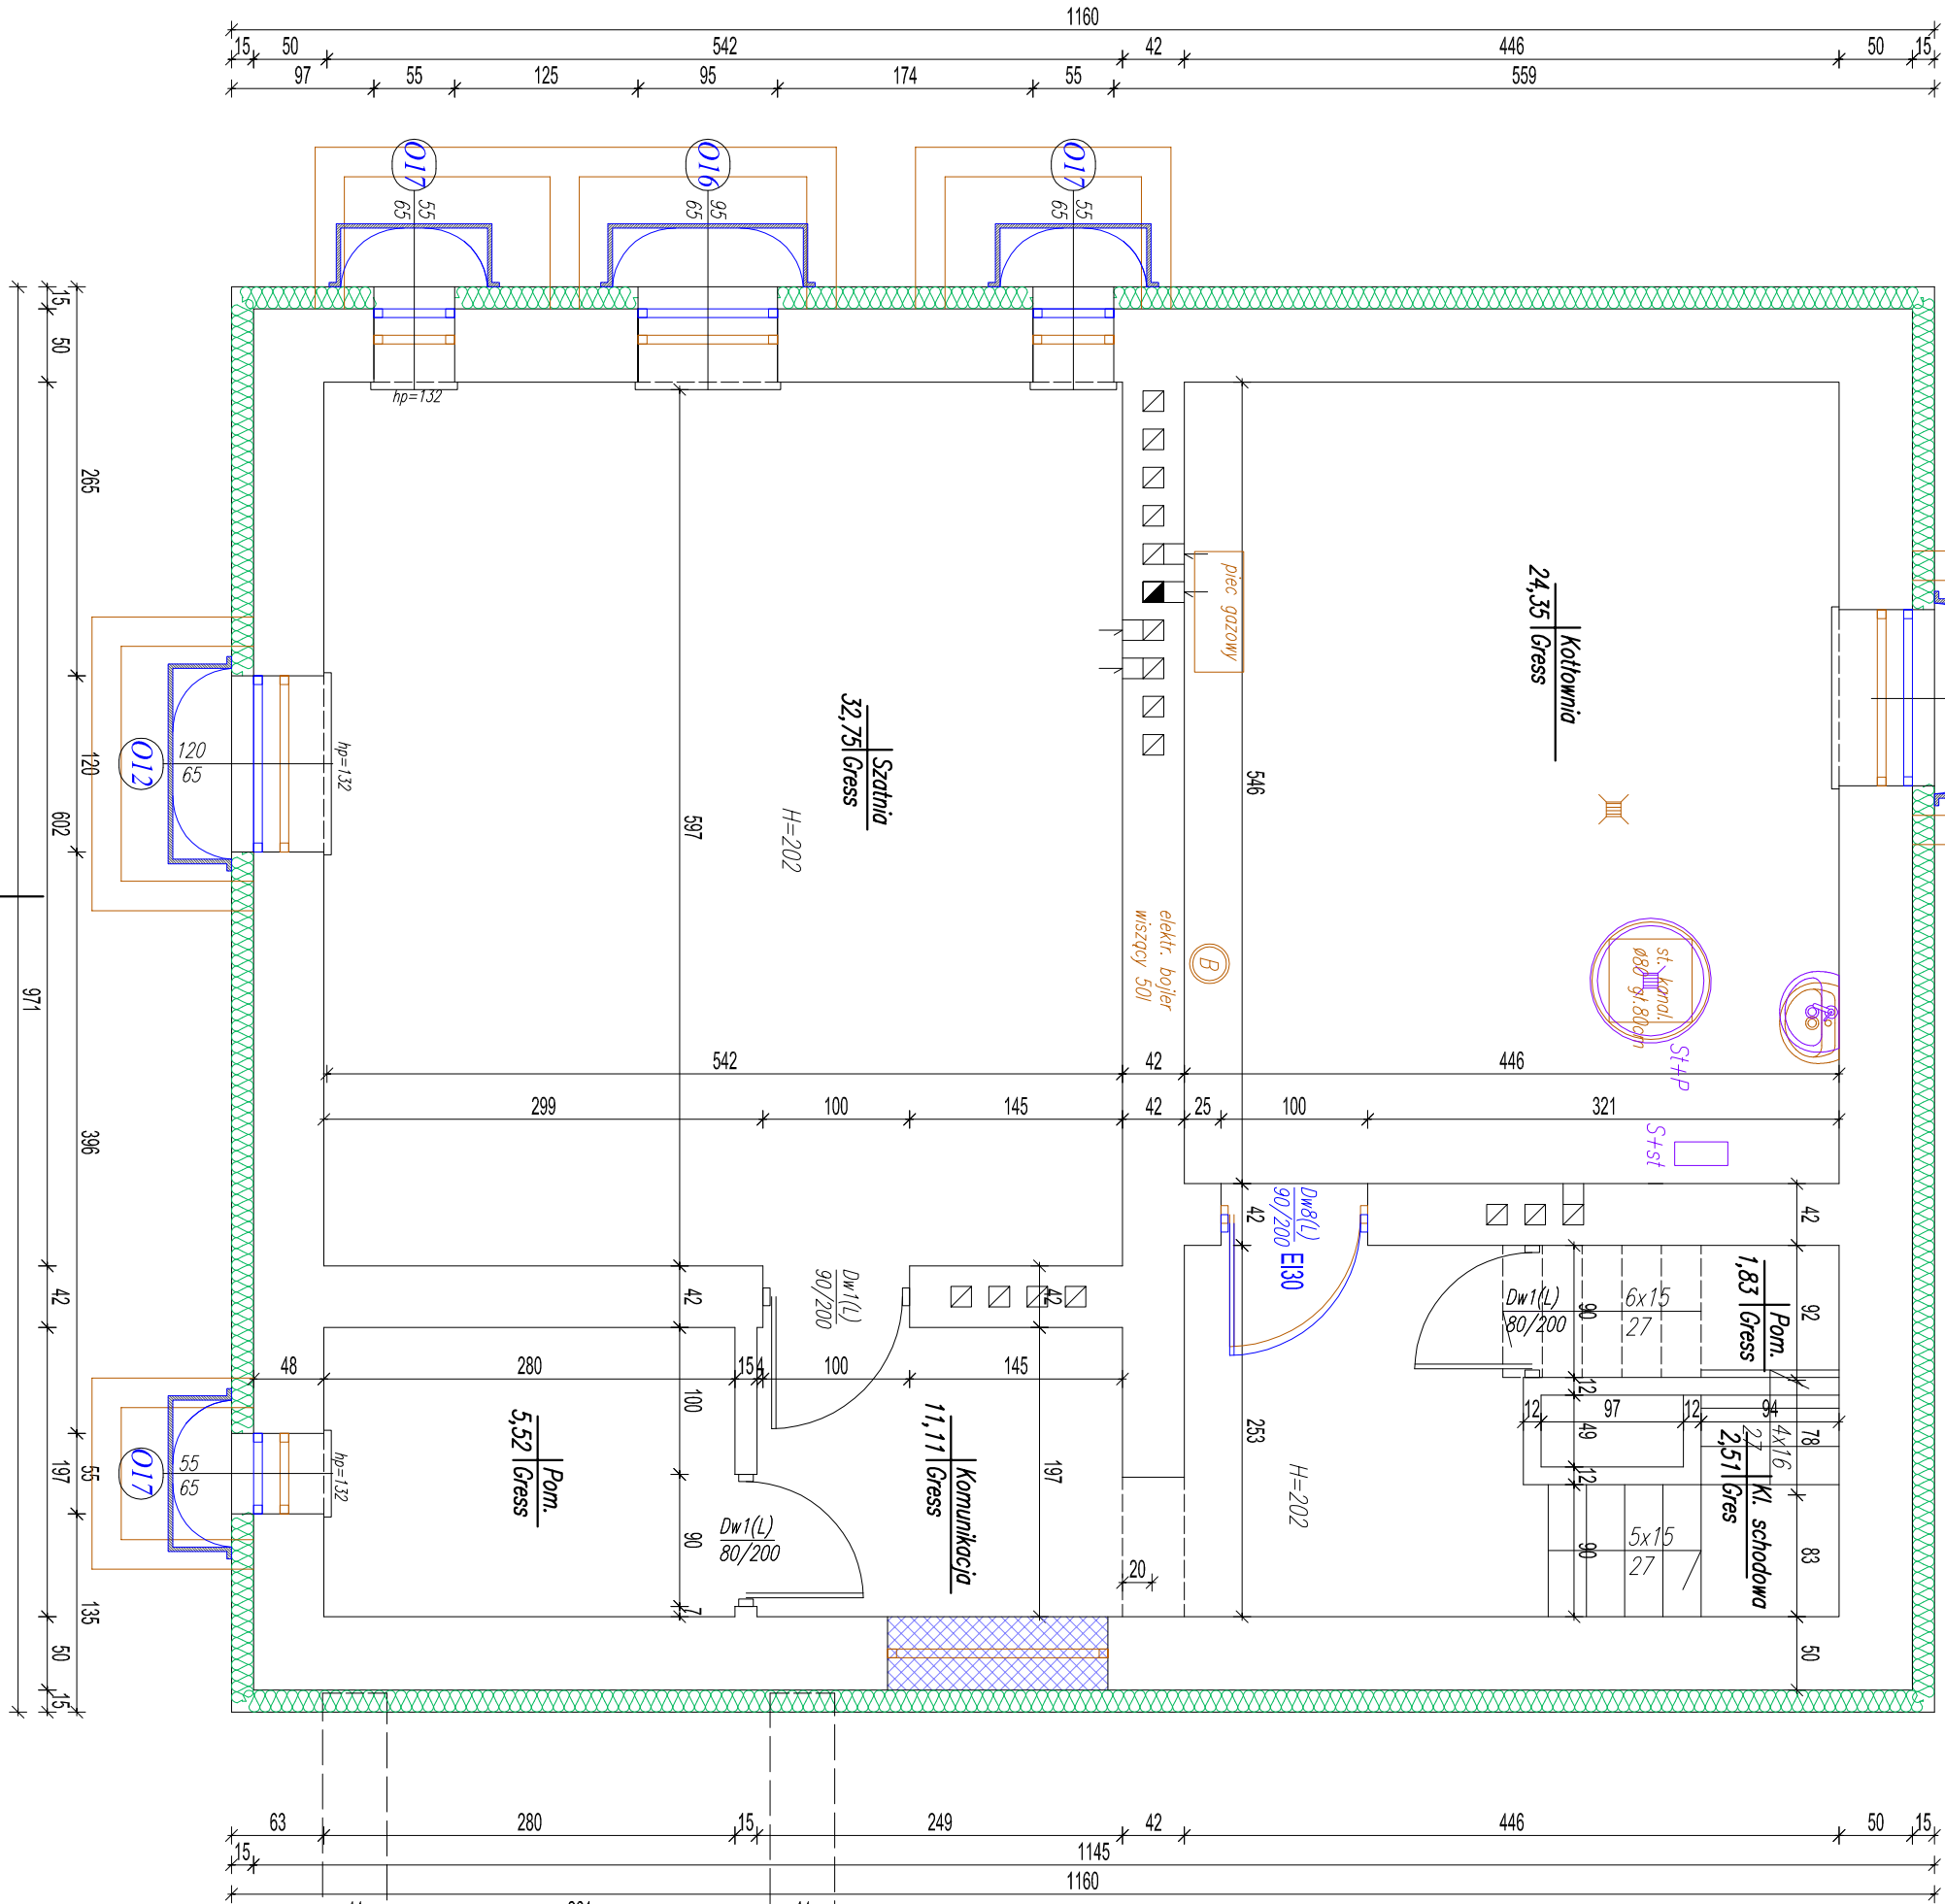 1160
15 50 542 42 446 50 15
97 55 125 95 174 55 559
O17 55 65
O16 95 65
O17 55 65
hp=132
15 50 602 42 197 50 15
265 120 396 55 135
971
O12 120 65
hp=132
O17 55 65
hp=132
piec gazowy
24,35 Kotłownia
Gress
32,75 Szatnia
Gress
H=202
597
546
elektr. bojler
wiszący 50l
B
st. kanal.
ø80 gł.80cm
St+P
S+st
542 42 446
299 100 145 42 25 100 321
Dw8(L)
90/200 EI30
Dw1(L)
90/200
42 42 42 42
Dw1(L)
80/200
6x15
27
1,83 Pom.
Gress
92
90
12 97 12 94
12
49
12
90
78
83
50
4x16
27
2,51 Kl. schodowa
Gres
5x15
27
48 280 15 4 100 145
100
90
7
5,52 Pom.
Gress
11,11 Komunikacja
Gress
197
253
H=202
Dw1(L)
80/200
20
63 280 15 249 42 446 50 15
15 1145
1160